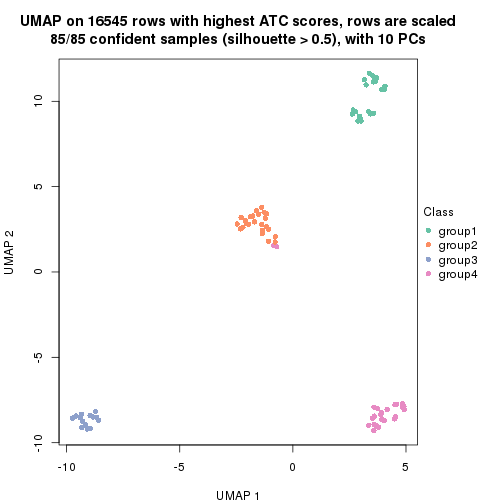 UMAP on 16545 rows with highest ATC scores, rows are scaled
85/85 confident samples (silhouette > 0.5), with 10 PCs
10
5
0
-5
-10
UMAP 2
-10
-5
0
5
UMAP 1
Class
group1
group2
group3
group4